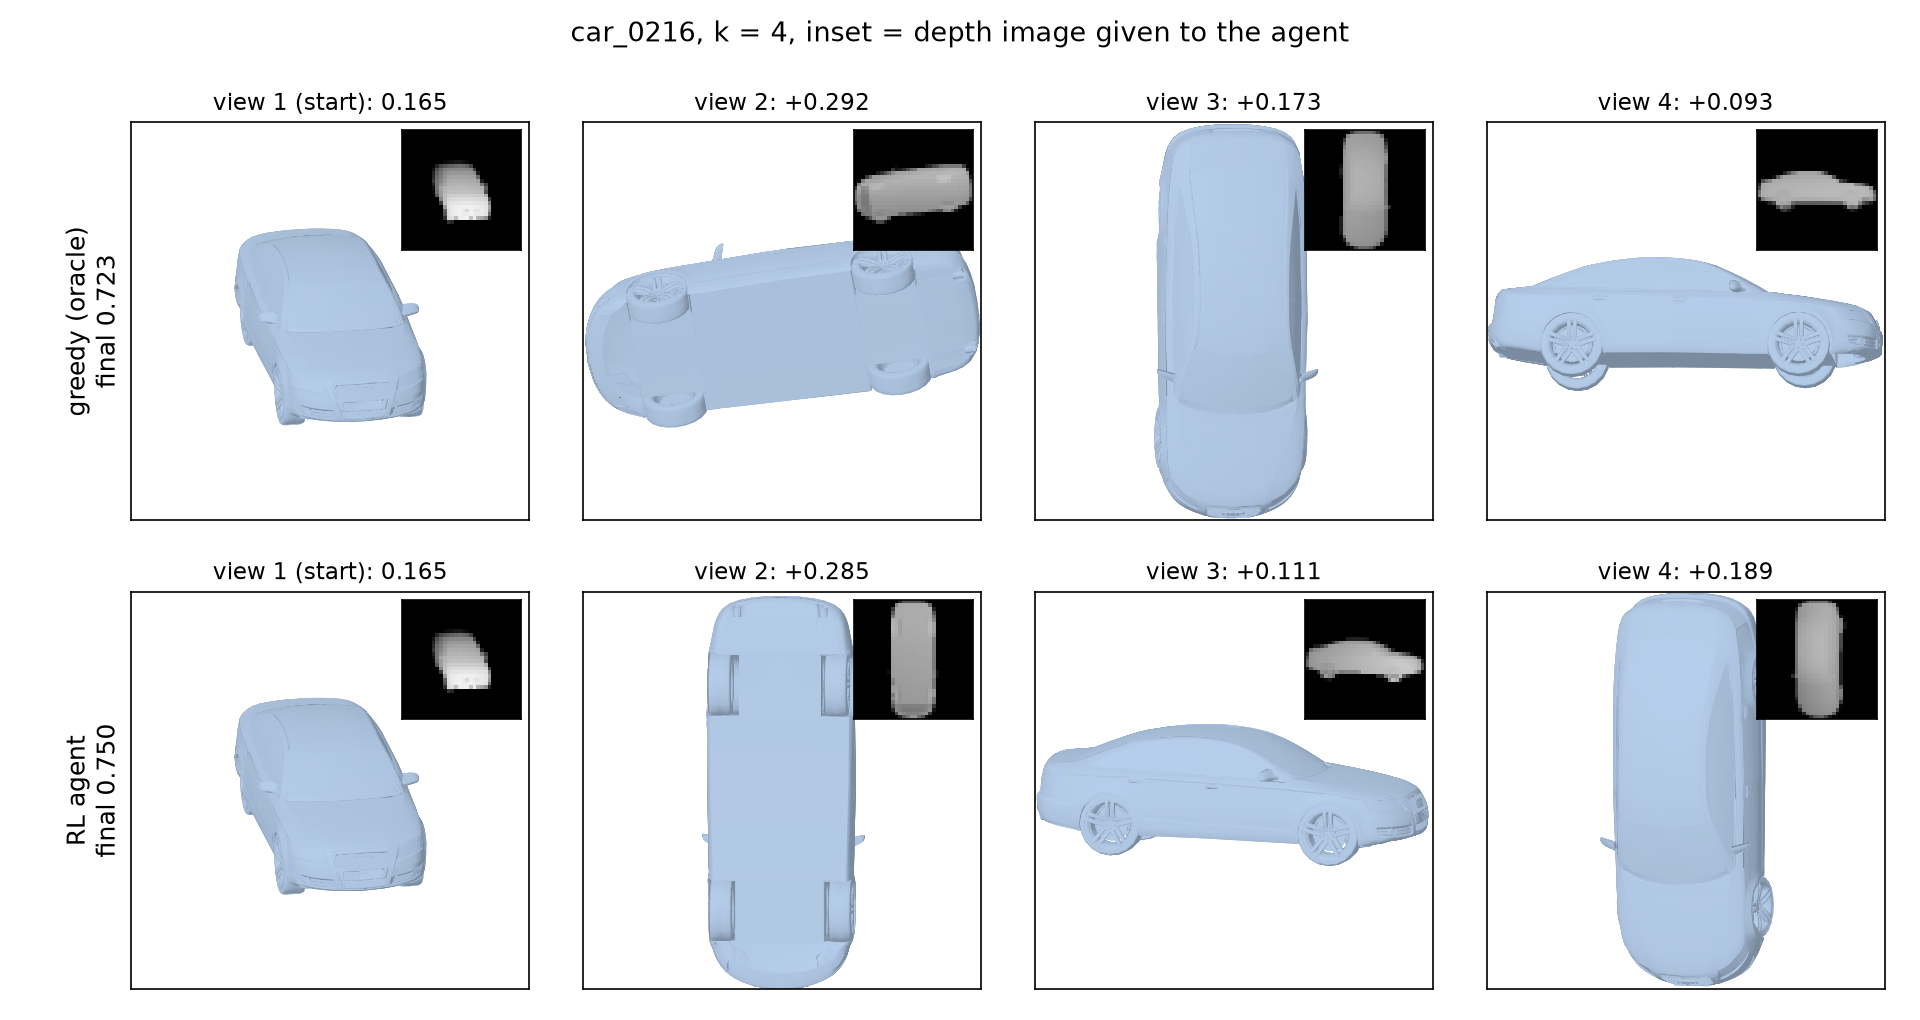 car_0216, k = 4, inset = depth image given to the agent
view 1 (start): 0.165
view 2: +0.292
view 3: +0.173
view 4: +0.093
greedy (oracle)
final 0.723
view 1 (start): 0.165
view 2: +0.285
view 3: +0.111
view 4: +0.189
RL agent
final 0.750